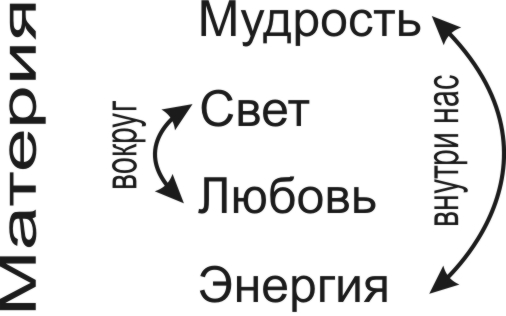 Материя
вокруг
Мудрость
Свет
Любовь
Энергия
внутри нас